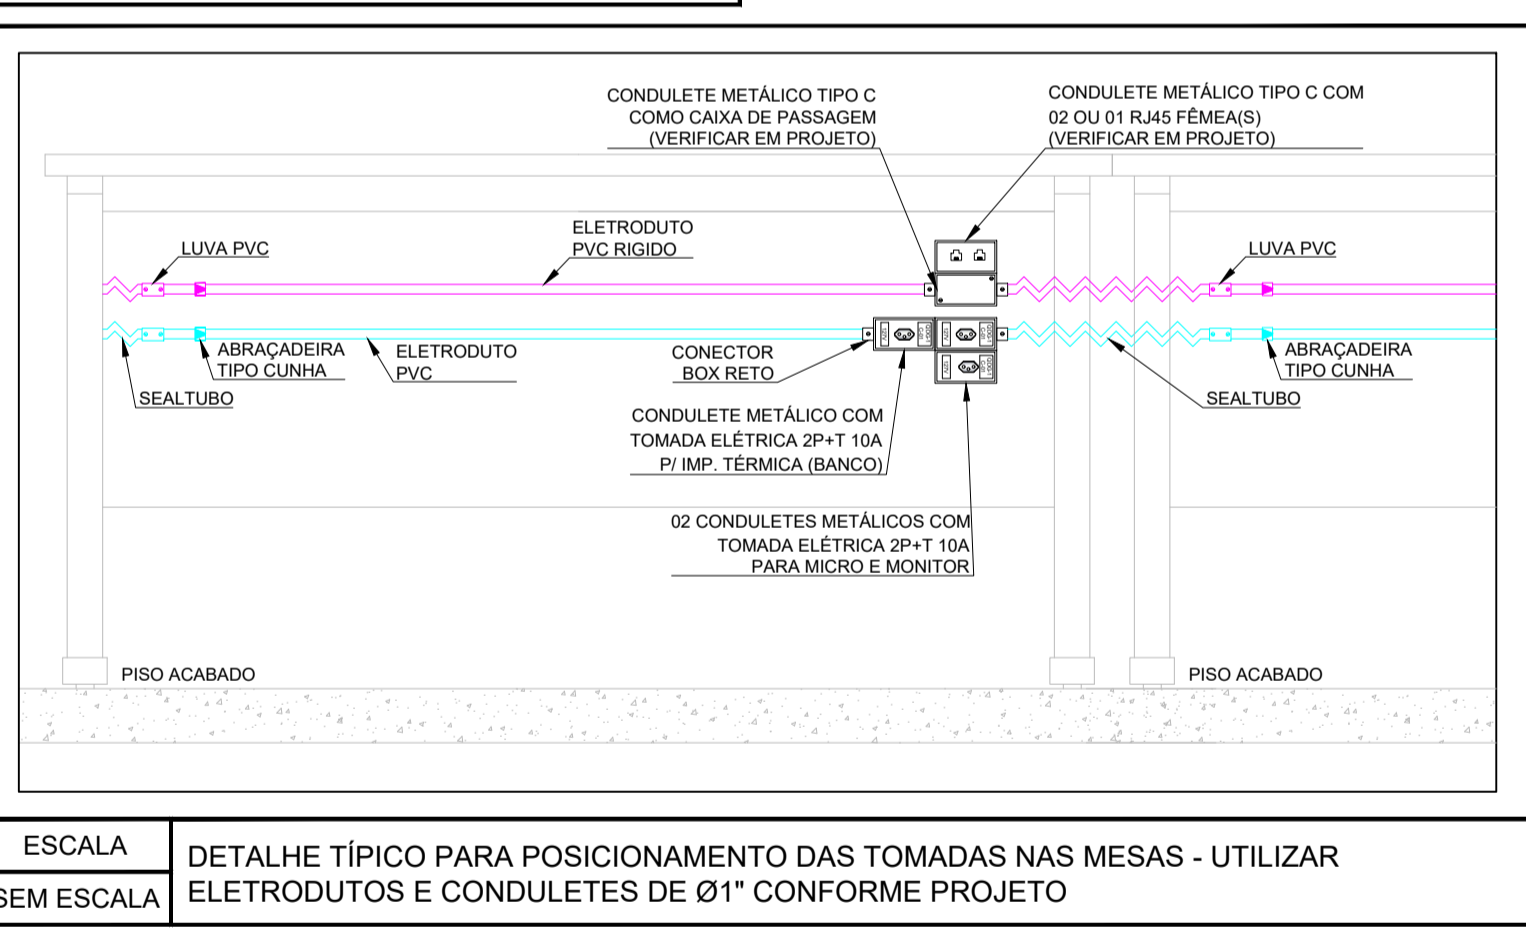 CONDULETE METÁLICO TIPO C
COMO CAIXA DE PASSAGEM
(VERIFICAR EM PROJETO)
CONDULETE METÁLICO TIPO C COM
02 OU 01 RJ45 FÊMEA(S)
(VERIFICAR EM PROJETO)
ELETRODUTO
PVC RIGIDO
LUVA PVC
LUVA PVC
ABRAÇADEIRA
TIPO CUNHA
ELETRODUTO
PVC
CONECTOR
BOX RETO
ABRAÇADEIRA
TIPO CUNHA
SEALTUBO
SEALTUBO
CONDULETE METÁLICO COM
TOMADA ELÉTRICA 2P+T 10A
P/ IMP. TÉRMICA (BANCO)
02 CONDULETES METÁLICOS COM
TOMADA ELÉTRICA 2P+T 10A
PARA MICRO E MONITOR
PISO ACABADO
PISO ACABADO
ESCALA
SEM ESCALA
DETALHE TÍPICO PARA POSICIONAMENTO DAS TOMADAS NAS MESAS - UTILIZAR
ELETRODUTOS E CONDULETES DE Ø1" CONFORME PROJETO